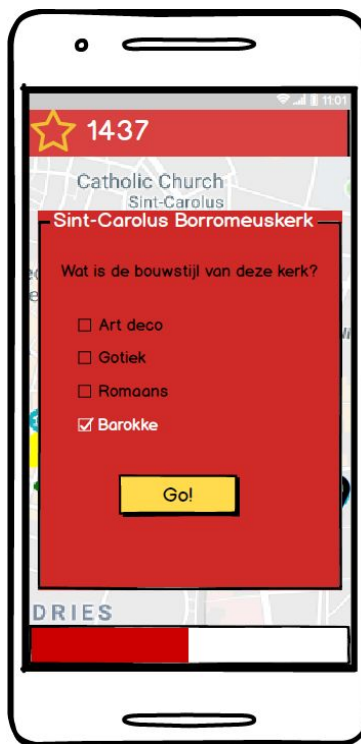 11:01
1437
Catholic Church
Sint-Carolus
Sint-Carolus Borromeuskerk
Wat is de bouwstijl van deze kerk?
Art deco
Gotiek
Romaans
Barokke
Go!
DRIES